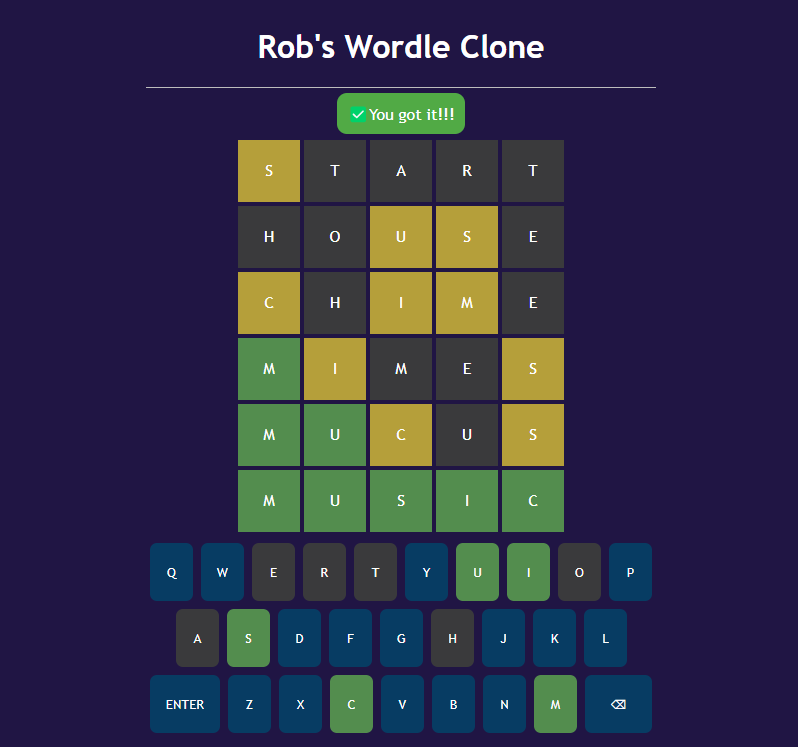 Rob's Wordle Clone
✅ You got it!!!
S T A R T
H O U S E
C H I M E
M I M E S
M U C U S
M U S I C
Q W E R T Y U I O P
A S D F G H J K L
ENTER Z X C V B N M ⌫